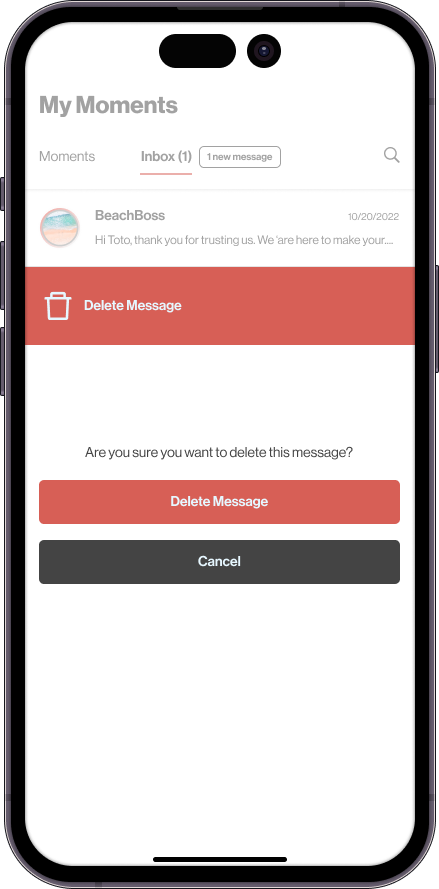 My Moments
Moments
Inbox (1)
1 new message
BeachBoss
10/20/2022
Hi Toto, thank you for trusting us. We 'are here to make your....
Delete Message
Are you sure you want to delete this message?
Delete Message
Cancel